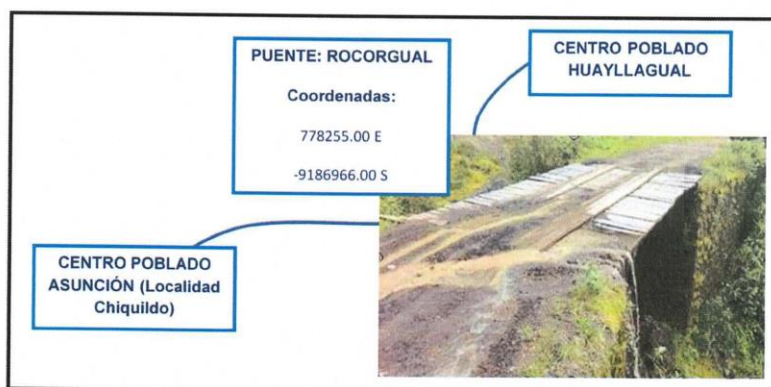 PUENTE: ROCORGUAL
Coordenadas:
778255.00 E
-9186966.00 S
CENTRO POBLADO
HUAYLLAGUAL
CENTRO POBLADO
ASUNCIÓN (Localidad
Chiquildo)